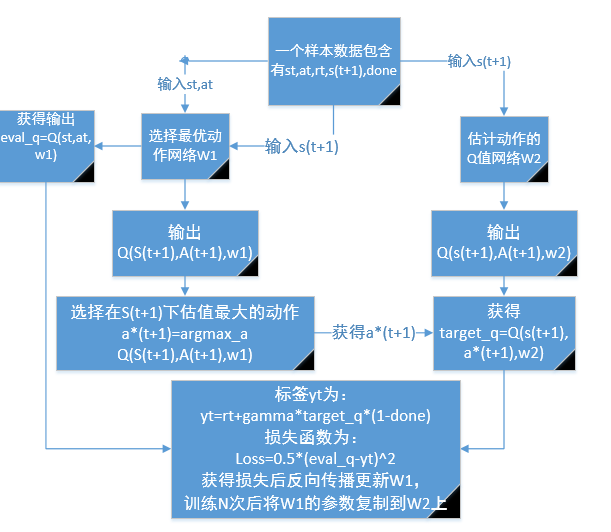 一个样本数据包含
有st,at,rt,s(t+1),done
输入s(t+1)
输入st,at
获得输出
eval_q=Q(st,at,
w1)
选择最优动
作网络W1
输入s(t+1)
估计动作的
Q值网络W2
输出
Q(S(t+1),A(t+1),w1)
输出
Q(s(t+1),A(t+1),w2)
选择在S(t+1)下估值最大的动作
a*(t+1)=argmax_a
Q(S(t+1),A(t+1),w1)
获得a*(t+1)
获得
target_q=Q(s(t+1),
a*(t+1),w2)
标签yt为：
yt=rt+gamma*target_q*(1-done)
损失函数为：
Loss=0.5*(eval_q-yt)^2
获得损失后反向传播更新W1，
训练N次后将W1的参数复制到W2上